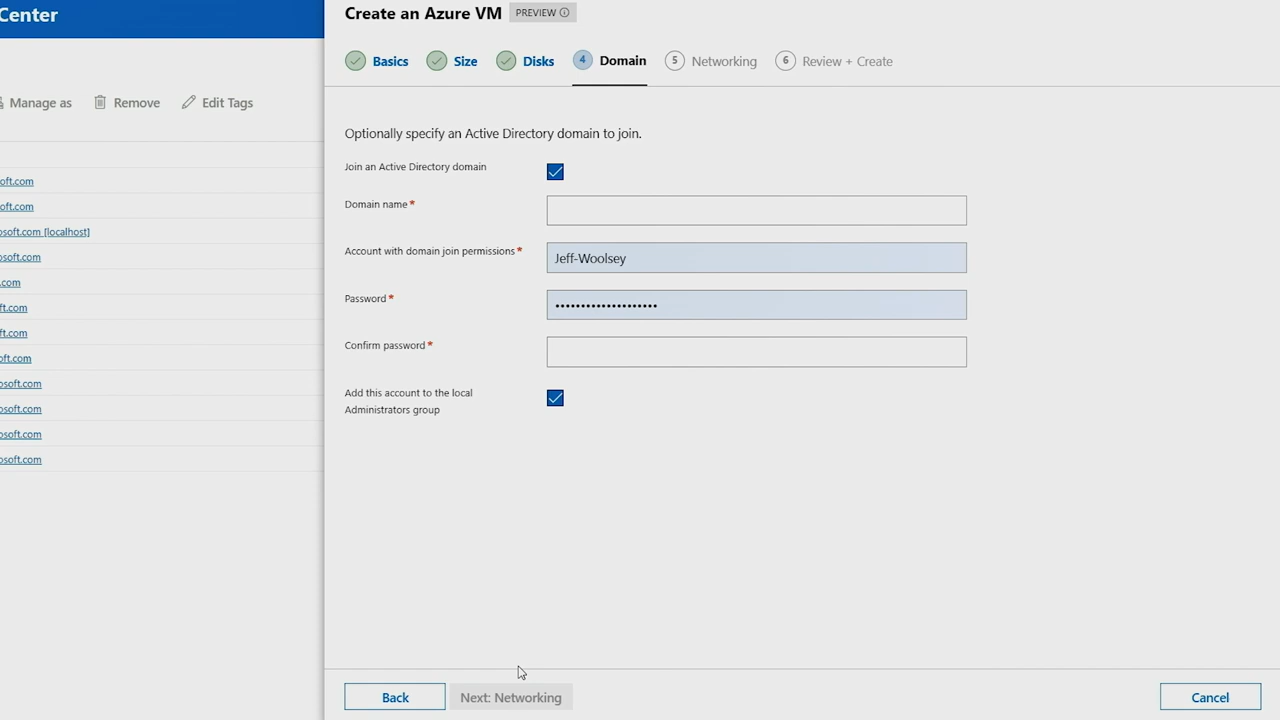 Center
Create an Azure VM PREVIEW
Basics Size Disks 4 Domain 5 Networking 6 Review + Create
Manage as Remove Edit Tags
Optionally specify an Active Directory domain to join.
Join an Active Directory domain
Domain name*
Account with domain join permissions* Jeff-Woolsey
Password* ••••••••••••••••••••
Confirm password*
Add this account to the local
Administrators group
oft.com
oft.com
osoft.com [localhost]
osoft.com
.com
ft.com
ft.com
oft.com
osoft.com
osoft.com
osoft.com
osoft.com
Back Next: Networking Cancel